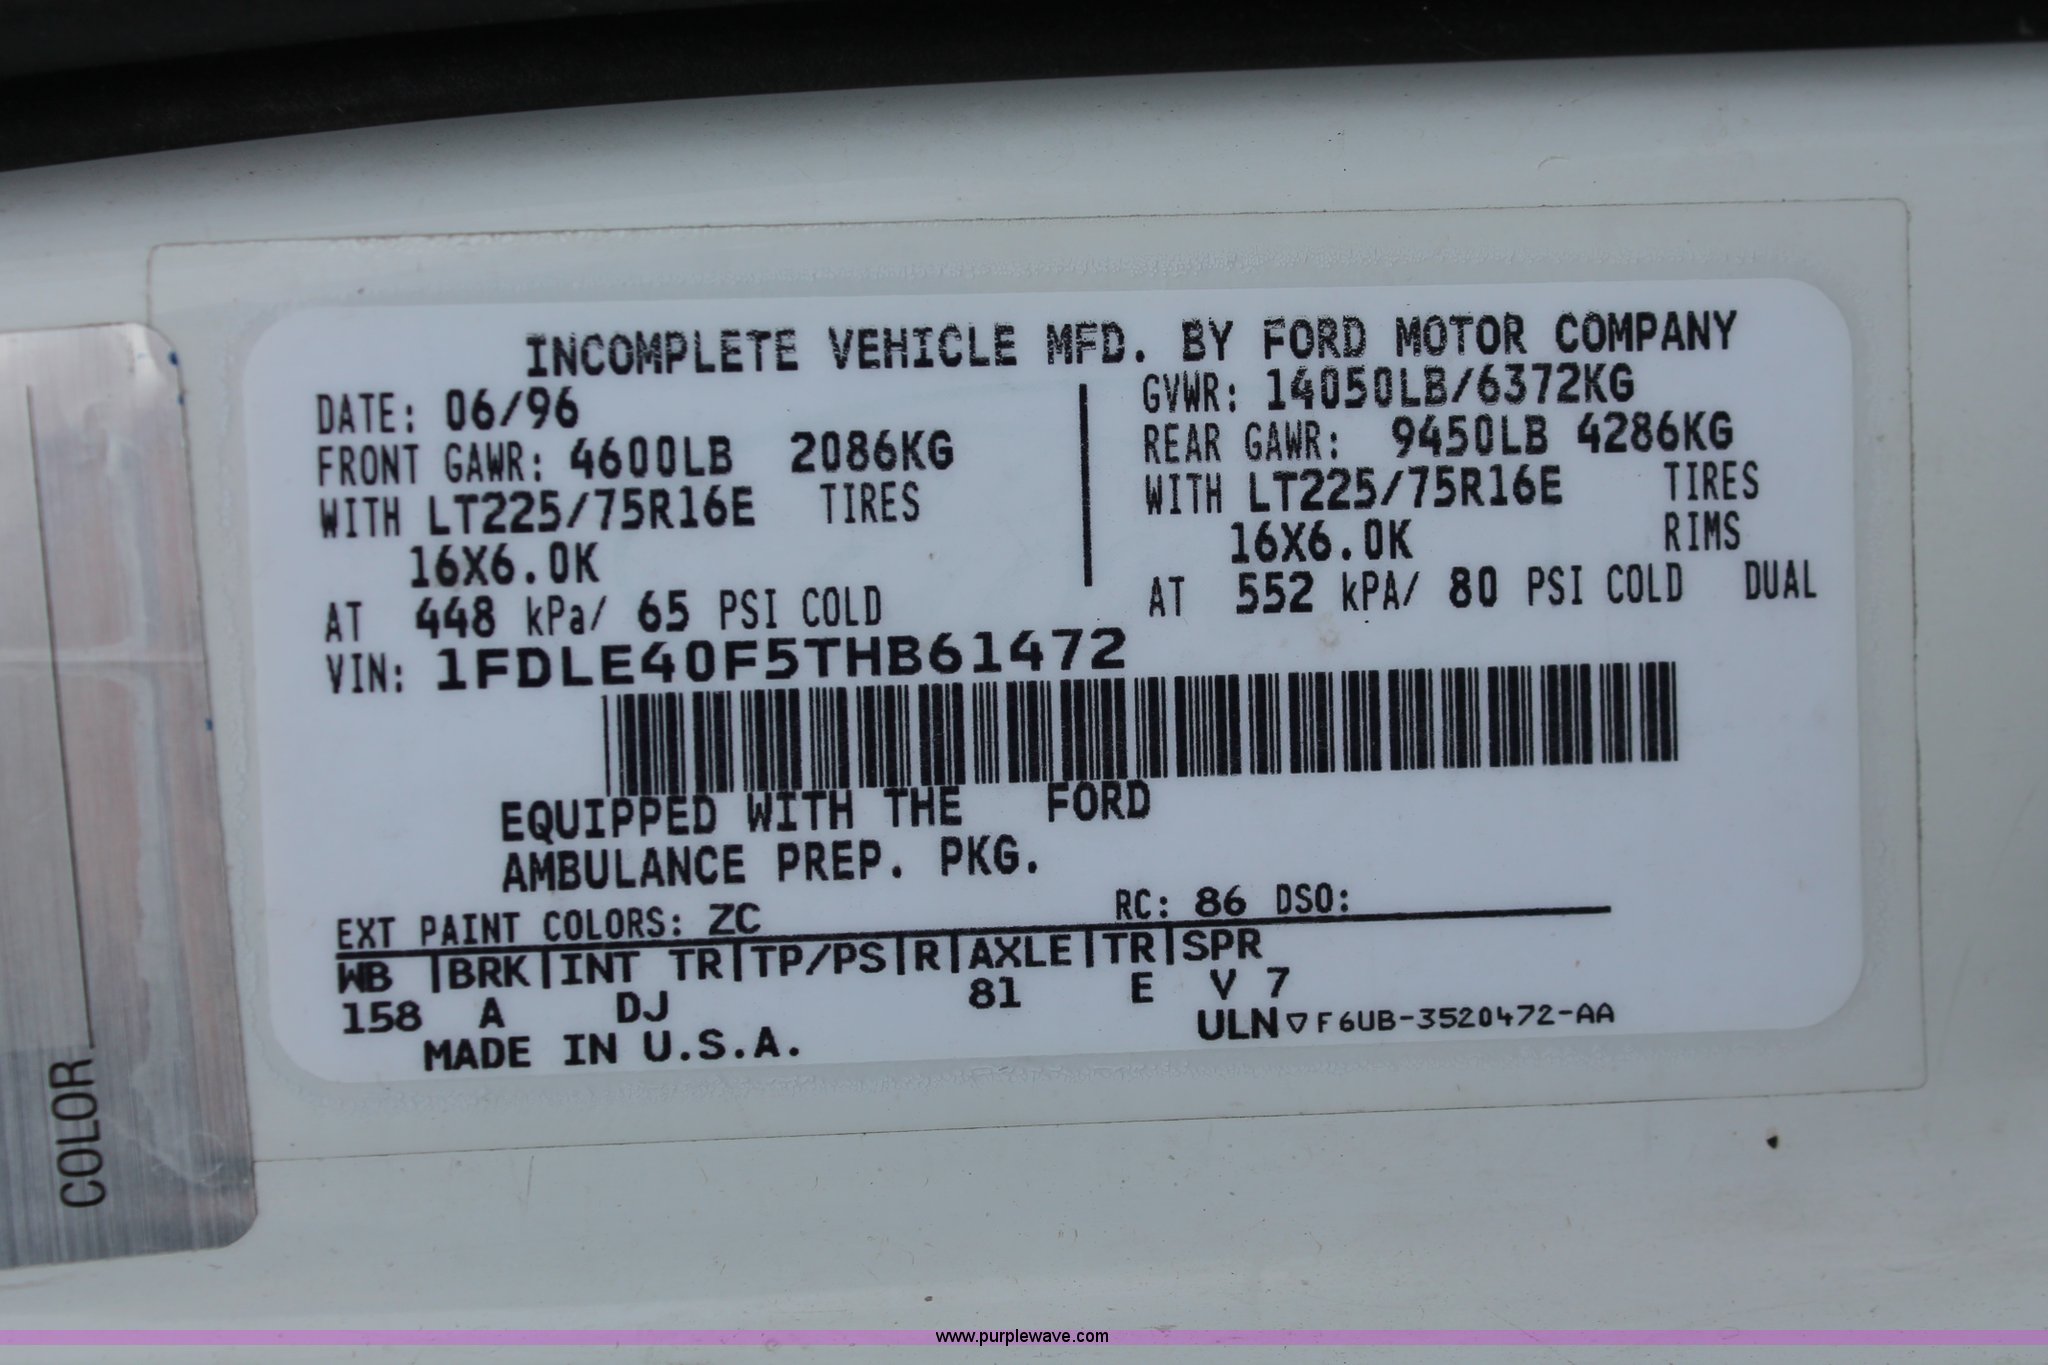 INCOMPLETE VEHICLE MFD. BY FORD MOTOR COMPANY
DATE: 06/96
FRONT GAWR: 4600LB 2086KG
WITH LT225/75R16E TIRES
16X6.0K
AT 448 kPa/ 65 PSI COLD
GVWR: 14050LB/6372KG
REAR GAWR: 9450LB 4286KG
WITH LT225/75R16E TIRES
16X6.0K RIMS
AT 552 kPA/ 80 PSI COLD DUAL
VIN: 1FDLE40F5THB61472
EQUIPPED WITH THE FORD
AMBULANCE PREP. PKG.
EXT PAINT COLORS: ZC RC: 86 DSO:
WB |BRK|INT TR|TP/PS|R|AXLE|TR|SPR
158 A DJ 81 E V 7
MADE IN U.S.A. ULN▽F6UB-3520472-AA
COLOR
www.purplewave.com